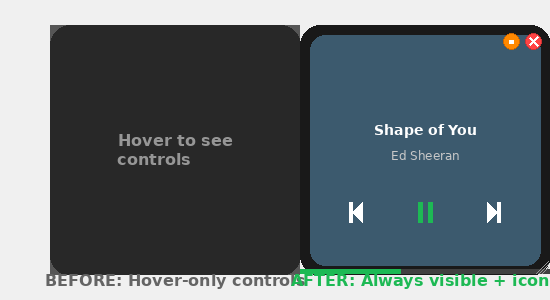 Hover to see
controls
Shape of You
Ed Sheeran
BEFORE: Hover-only controls
AFTER: Always visible + icon